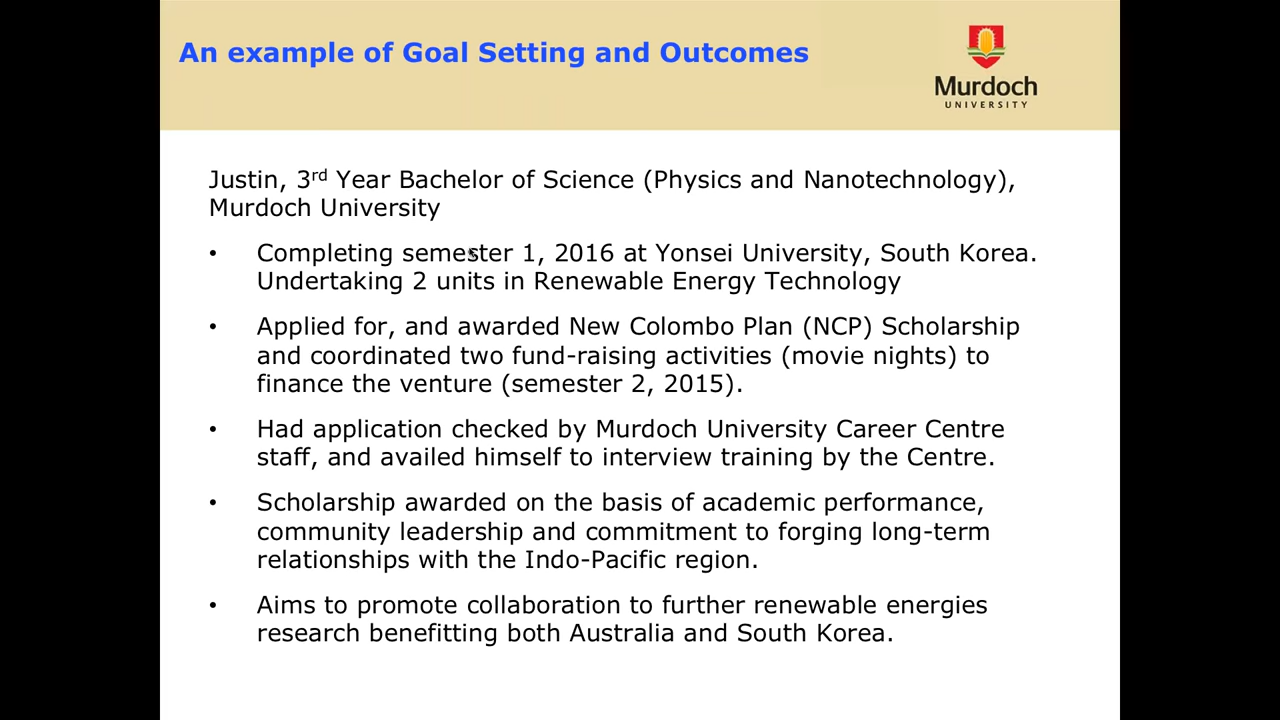 An example of Goal Setting and Outcomes
Murdoch
UNIVERSITY
Justin, 3rd Year Bachelor of Science (Physics and Nanotechnology),
Murdoch University
• Completing semester 1, 2016 at Yonsei University, South Korea.
Undertaking 2 units in Renewable Energy Technology
• Applied for, and awarded New Colombo Plan (NCP) Scholarship
and coordinated two fund-raising activities (movie nights) to
finance the venture (semester 2, 2015).
• Had application checked by Murdoch University Career Centre
staff, and availed himself to interview training by the Centre.
• Scholarship awarded on the basis of academic performance,
community leadership and commitment to forging long-term
relationships with the Indo-Pacific region.
• Aims to promote collaboration to further renewable energies
research benefitting both Australia and South Korea.